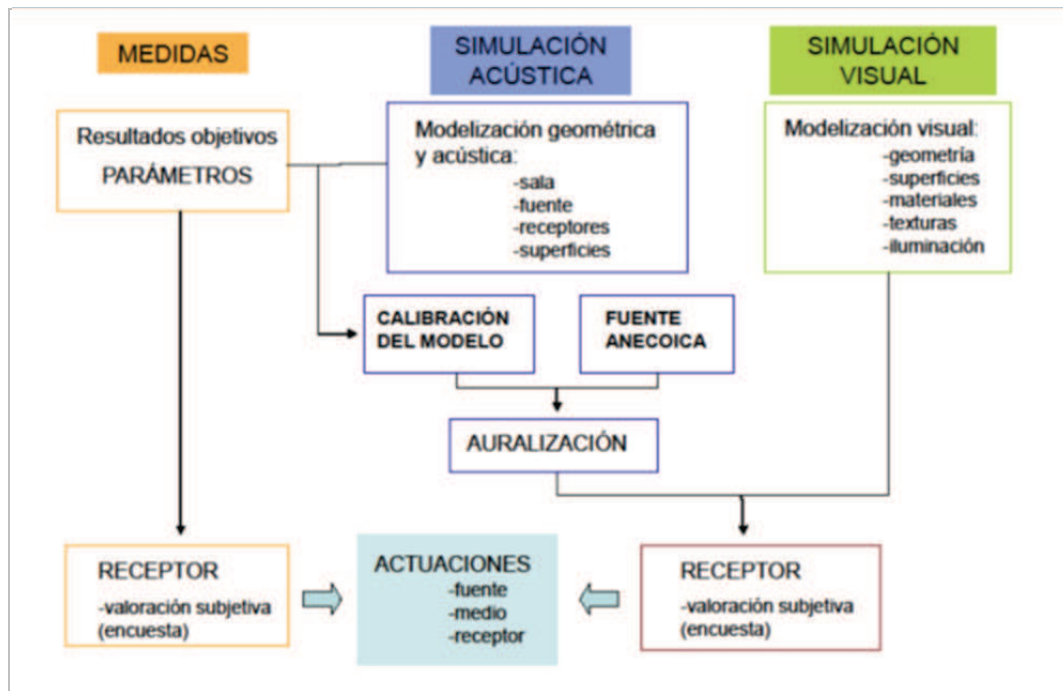 MEDIDAS
SIMULACIÓN
ACÚSTICA
SIMULACIÓN
VISUAL
Resultados objetivos
PARÁMETROS
Modelización geométrica
y acústica:
-sala
-fuente
-receptores
-superficies
Modelización visual:
-geometría
-superficies
-materiales
-texturas
-iluminación
CALIBRACIÓN
DEL MODELO
FUENTE
ANECOICA
AURALIZACIÓN
RECEPTOR
-valoración subjetiva
(encuesta)
ACTUACIONES
-fuente
-medio
-receptor
RECEPTOR
-valoración subjetiva
(encuesta)